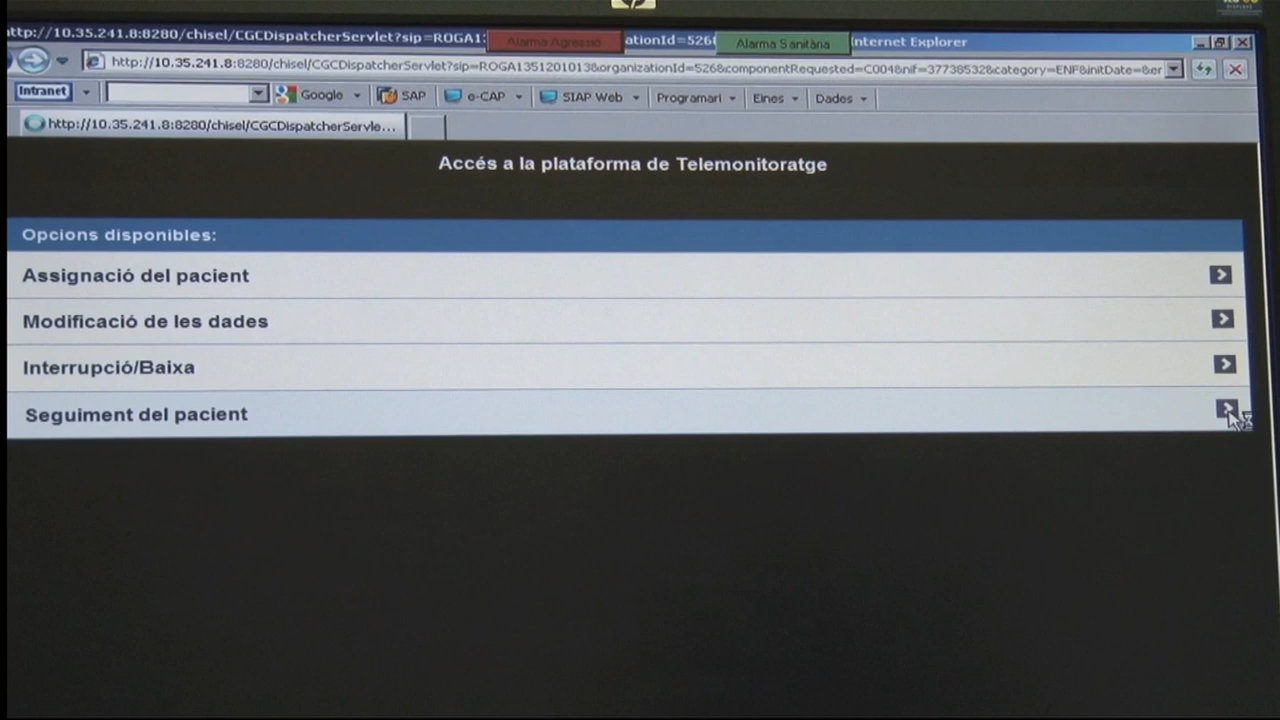 http://10.35.241.8:8280/chisel/CGCDispatcherServlet?sip=ROGA13
Alarma Agressió
ationId=526
Alarma Sanitària
nternet Explorer
http://10.35.241.8:8280/chisel/CGCDispatcherServlet?sip=ROGA1351201013&organizationId=526&componentRequested=C004&nif=37738532&category=ENF&initDate=&er
Intranet
Google
SAP
e-CAP
SIAP Web
Programari
Eines
Dades
http://10.35.241.8:8280/chisel/CGCDispatcherServle...
Accés a la plataforma de Telemonitoratge
Opcions disponibles:
Assignació del pacient
Modificació de les dades
Interrupció/Baixa
Seguiment del pacient